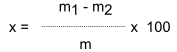 m₁ - m₂
x = ———— x 100
m